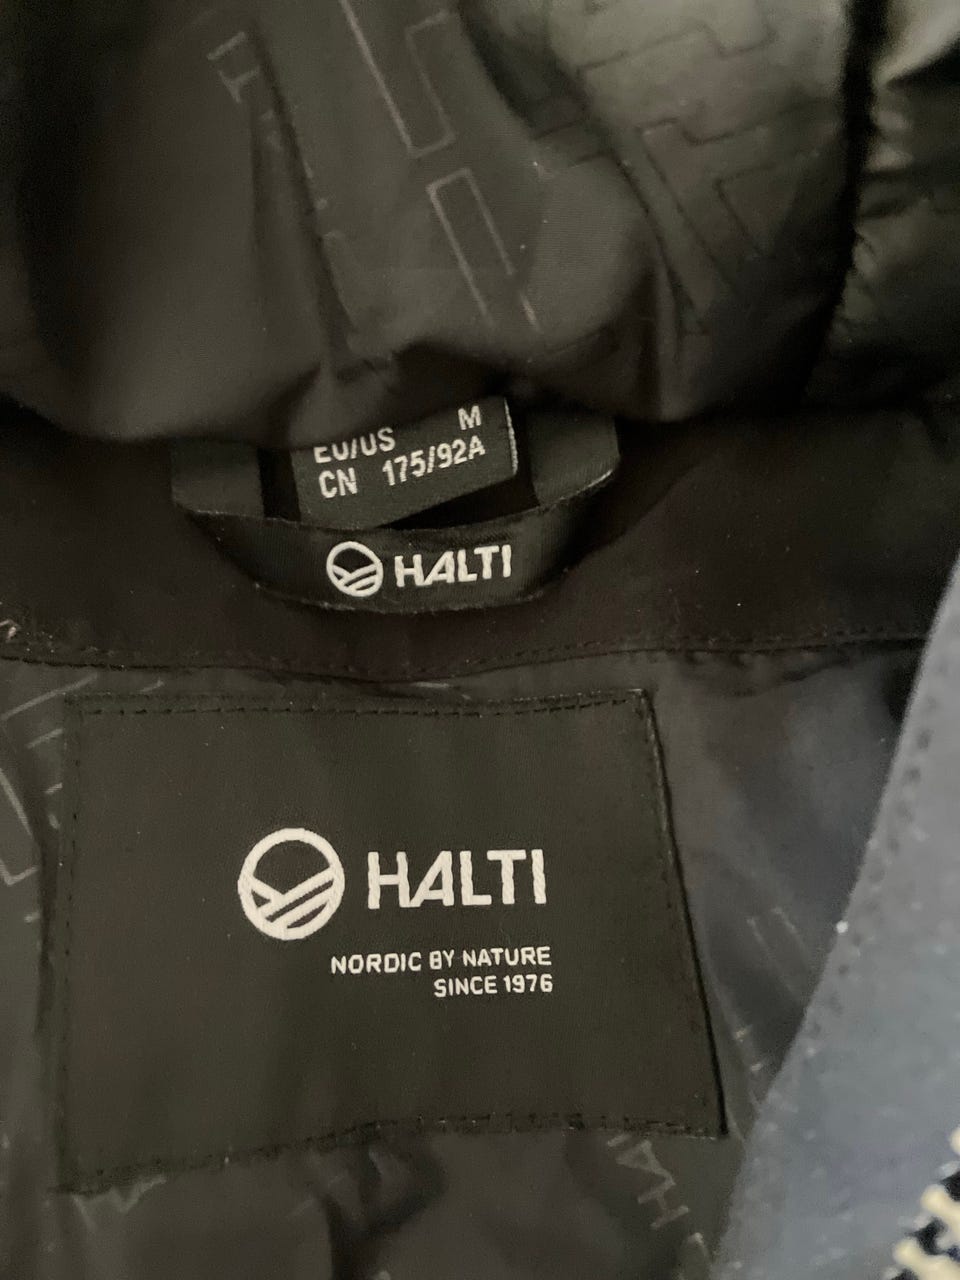 EU/US M
CN 175/92A
HALTI
HALTI
NORDIC BY NATURE
SINCE 1976